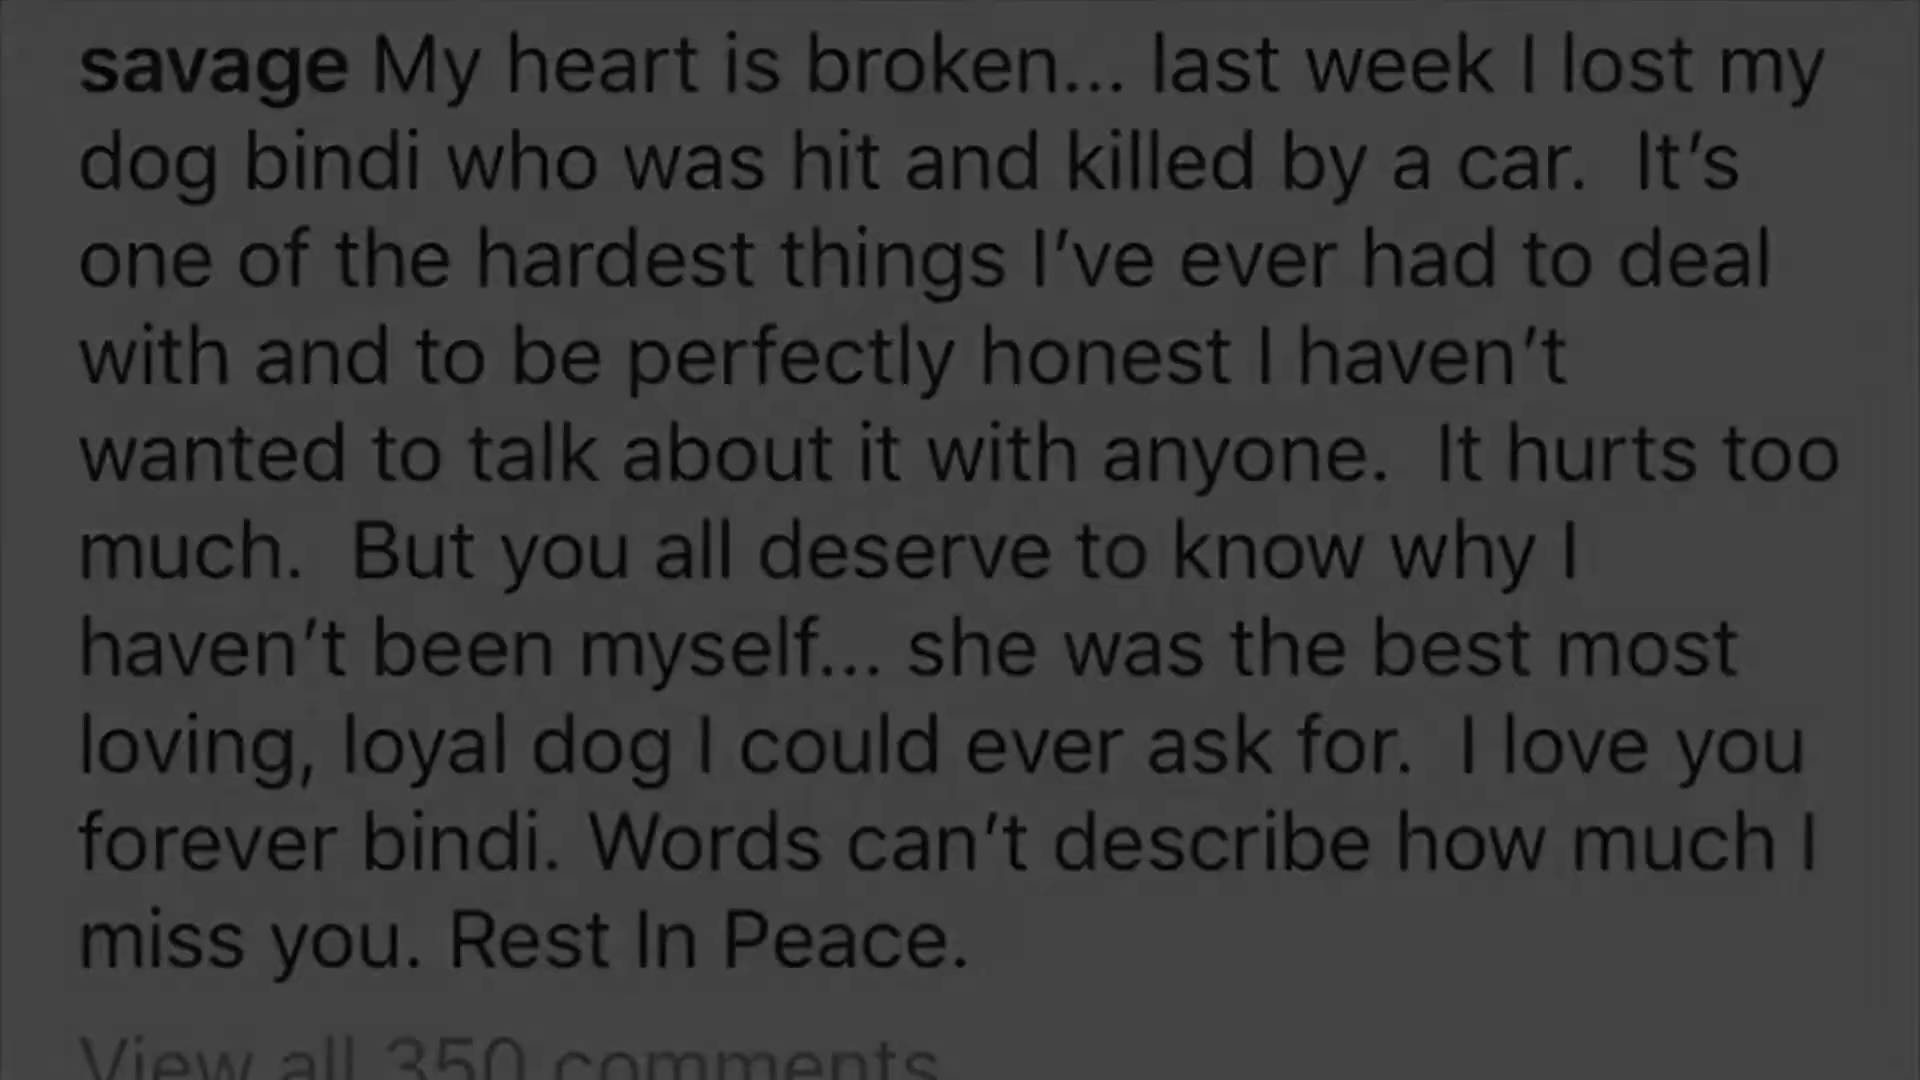 savage My heart is broken... last week I lost my
dog bindi who was hit and killed by a car.  It's
one of the hardest things I've ever had to deal
with and to be perfectly honest I haven't
wanted to talk about it with anyone.  It hurts too
much.  But you all deserve to know why I
haven't been myself... she was the best most
loving, loyal dog I could ever ask for.  I love you
forever bindi. Words can't describe how much I
miss you. Rest In Peace.
View all 350 comments